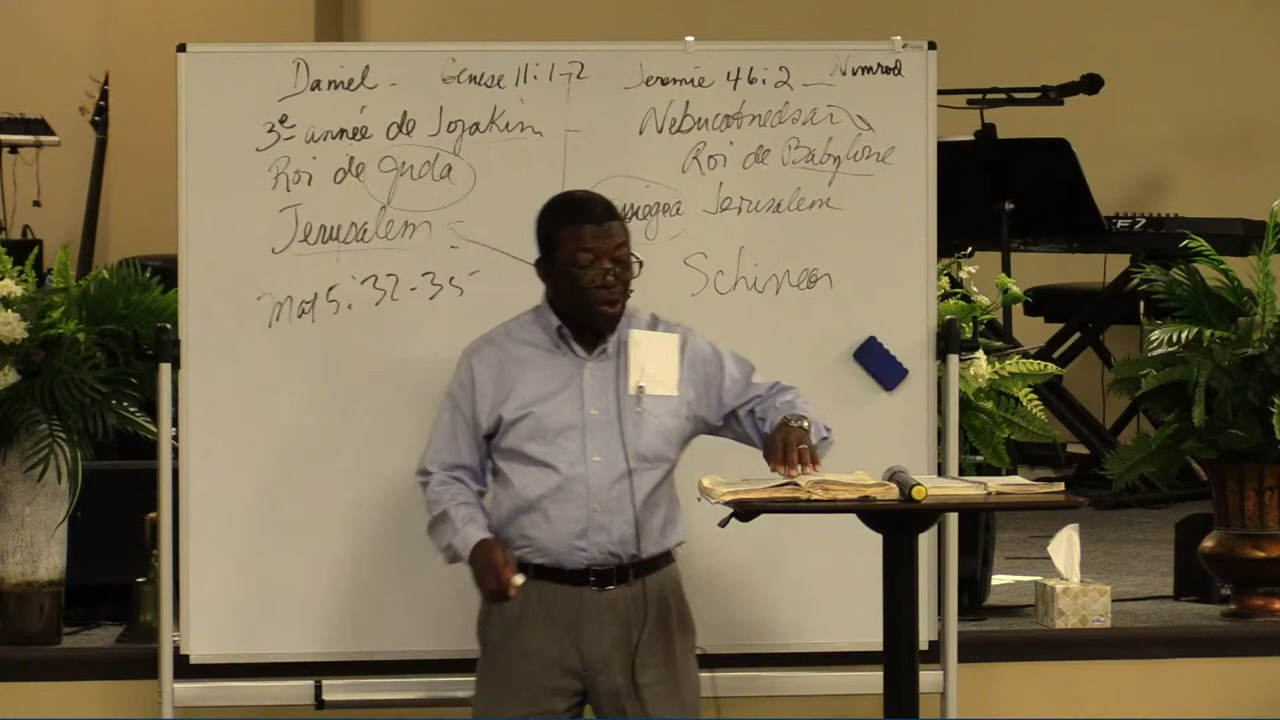 Daniel - Genese 11:1-2 Jeremie 46:2 - Nimrod
3e année de Jojakim -
Roi de Juda
Jerusalem -
Mat 5:32-35
Nebucatnedsar
Roi de Babylone
Jerusalem
Schinear